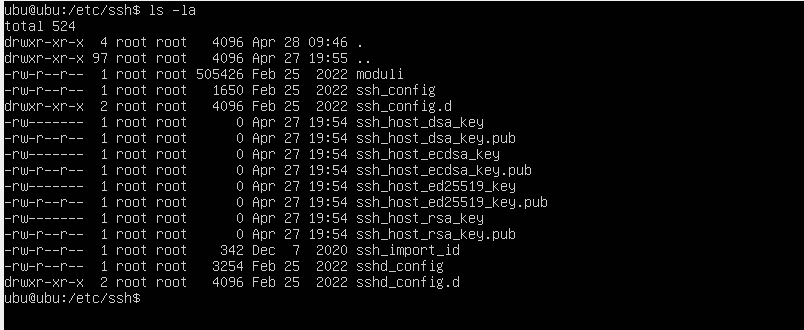 ubu@ubu:/etc/ssh$ ls -la
total 524
drwxr-xr-x  4 root root   4096 Apr 28 09:46 .
drwxr-xr-x 97 root root   4096 Apr 27 19:55 ..
-rw-r--r--  1 root root 505426 Feb 25  2022 moduli
-rw-r--r--  1 root root   1650 Feb 25  2022 ssh_config
drwxr-xr-x  2 root root   4096 Feb 25  2022 ssh_config.d
-rw-------  1 root root      0 Apr 27 19:54 ssh_host_dsa_key
-rw-r--r--  1 root root      0 Apr 27 19:54 ssh_host_dsa_key.pub
-rw-------  1 root root      0 Apr 27 19:54 ssh_host_ecdsa_key
-rw-r--r--  1 root root      0 Apr 27 19:54 ssh_host_ecdsa_key.pub
-rw-------  1 root root      0 Apr 27 19:54 ssh_host_ed25519_key
-rw-r--r--  1 root root      0 Apr 27 19:54 ssh_host_ed25519_key.pub
-rw-------  1 root root      0 Apr 27 19:54 ssh_host_rsa_key
-rw-r--r--  1 root root      0 Apr 27 19:54 ssh_host_rsa_key.pub
-rw-r--r--  1 root root    342 Dec  7  2020 ssh_import_id
-rw-r--r--  1 root root   3254 Feb 25  2022 sshd_config
drwxr-xr-x  2 root root   4096 Feb 25  2022 sshd_config.d
ubu@ubu:/etc/ssh$